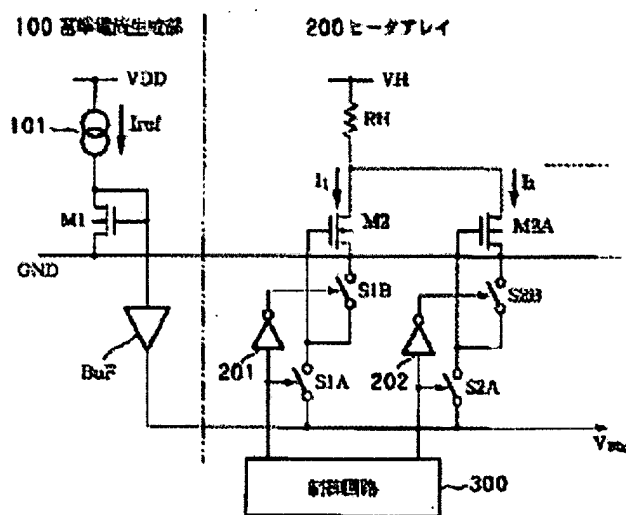 100 基準電流生成部
200 ヒータアレイ
VDD
VH
101
Iref
RH
I1
I2
M1
M2
M2A
GND
S1B
S2B
BuF
201
S1A
202
S2A
制御回路
300